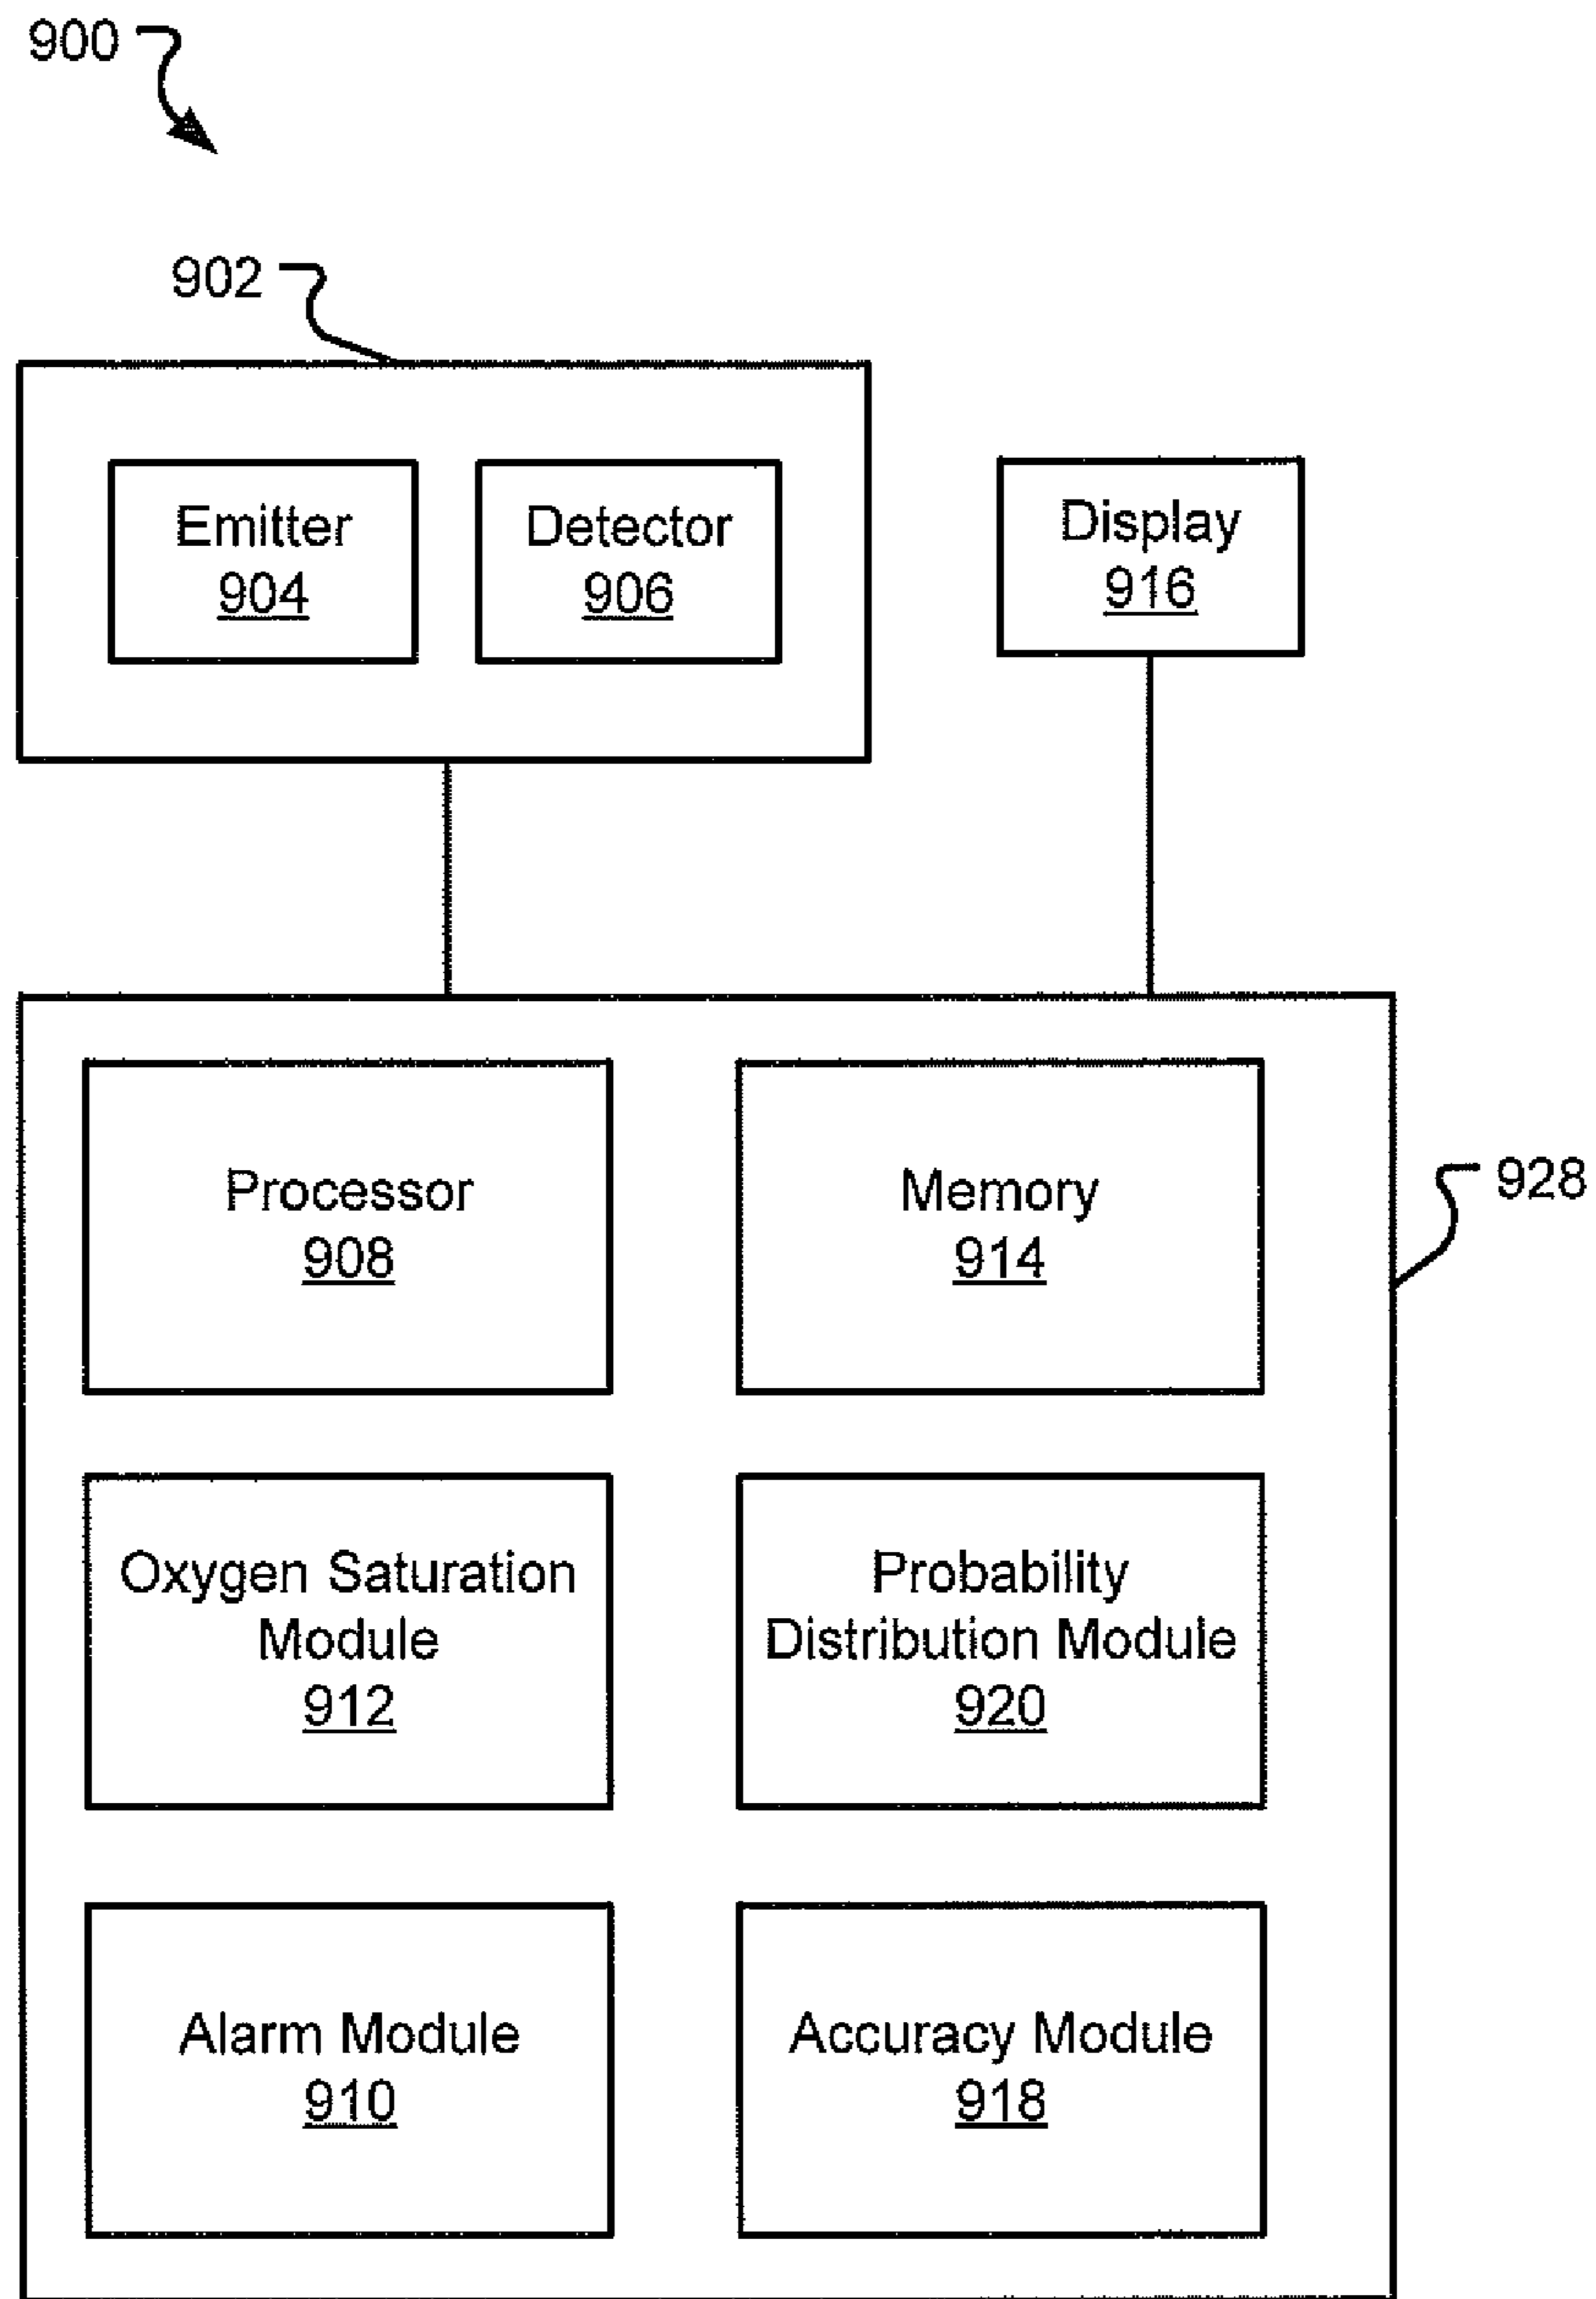 900
902
Emitter
904
Detector
906
Display
916
Processor
908
Memory
914
928
Oxygen Saturation
Module
912
Probability
Distribution Module
920
Alarm Module
910
Accuracy Module
918